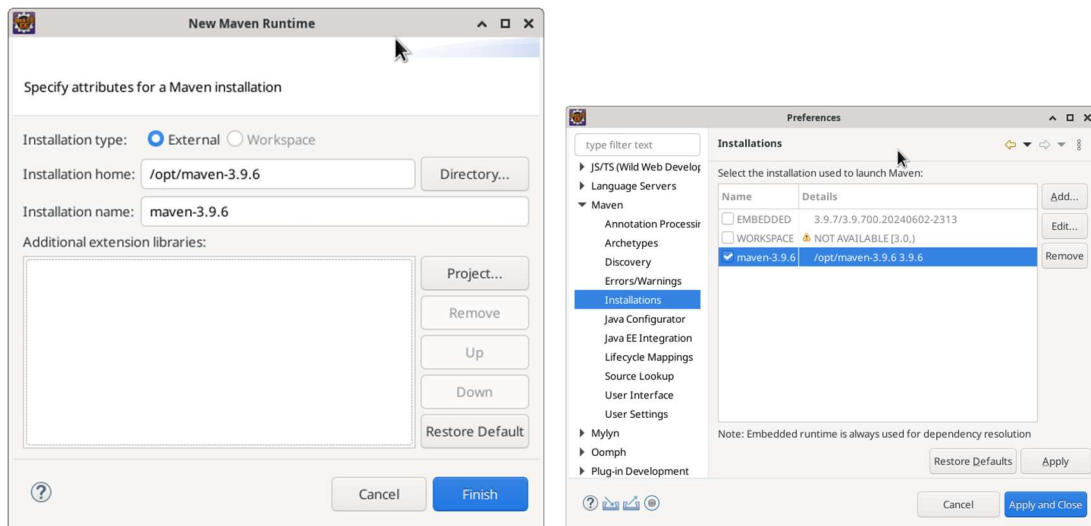 New Maven Runtime
Specify attributes for a Maven installation
Installation type: External Workspace
Installation home: /opt/maven-3.9.6 Directory...
Installation name: maven-3.9.6
Additional extension libraries:
Project...
Remove
Up
Down
Restore Default
Cancel Finish
Preferences
type filter text
JS/TS (Wild Web Develop
Language Servers
Maven
Annotation Processin
Archetypes
Discovery
Errors/Warnings
Installations
Java Configurator
Java EE Integration
Lifecycle Mappings
Source Lookup
User Interface
User Settings
Mylyn
Oomph
Plug-in Development
Installations
Select the installation used to launch Maven:
Name Details
EMBEDDED 3.9.7/3.9.700.20240602-2313
WORKSPACE NOT AVAILABLE [3.0,)
maven-3.9.6 /opt/maven-3.9.6 3.9.6
Add...
Edit...
Remove
Note: Embedded runtime is always used for dependency resolution
Restore Defaults Apply
Cancel Apply and Close